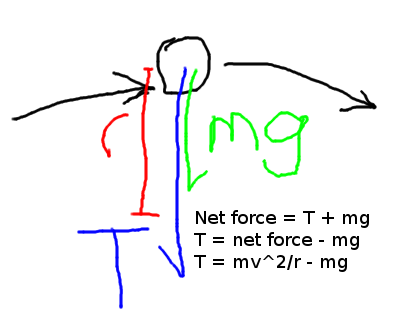 mg
r
T
Net force = T + mg
T = net force - mg
T = mv^2/r - mg